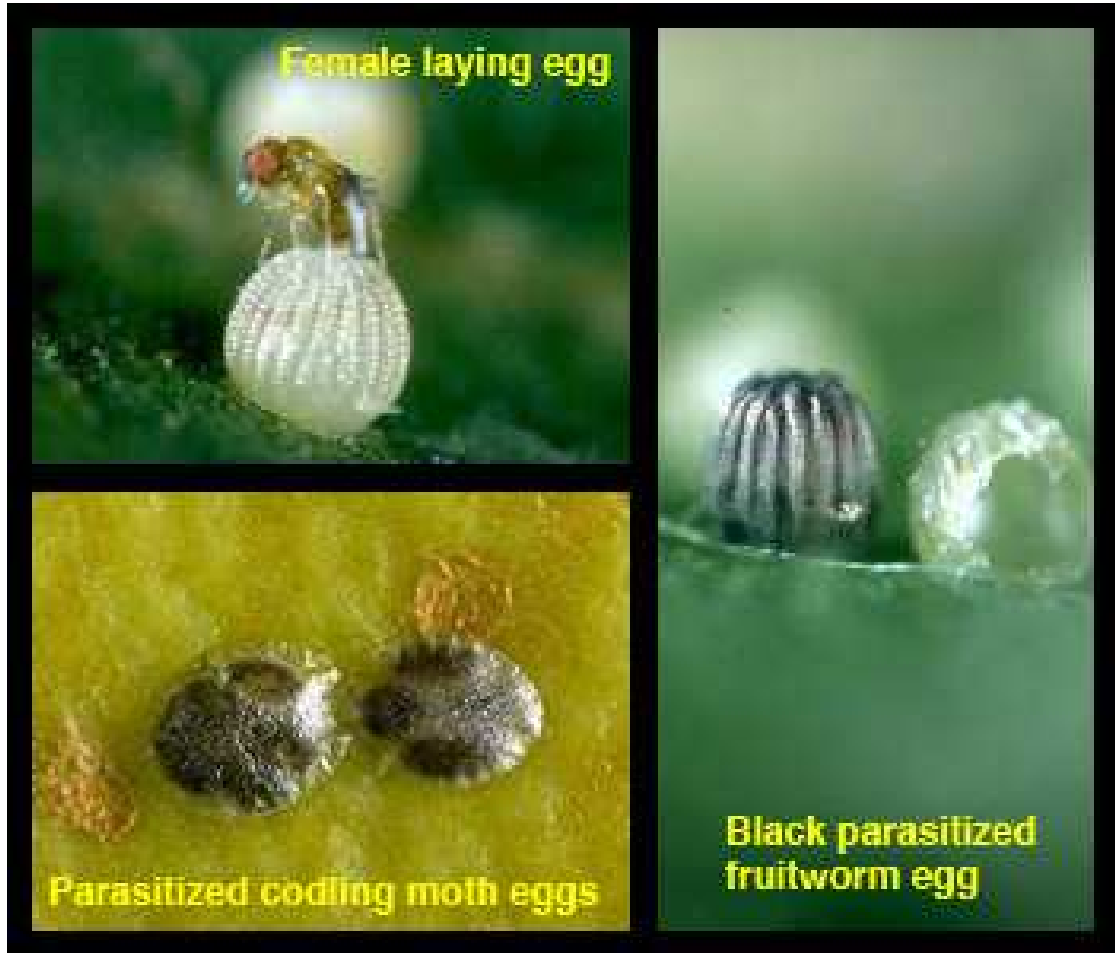 Female laying egg
Parasitized codling moth eggs
Black parasitized
fruitworm egg